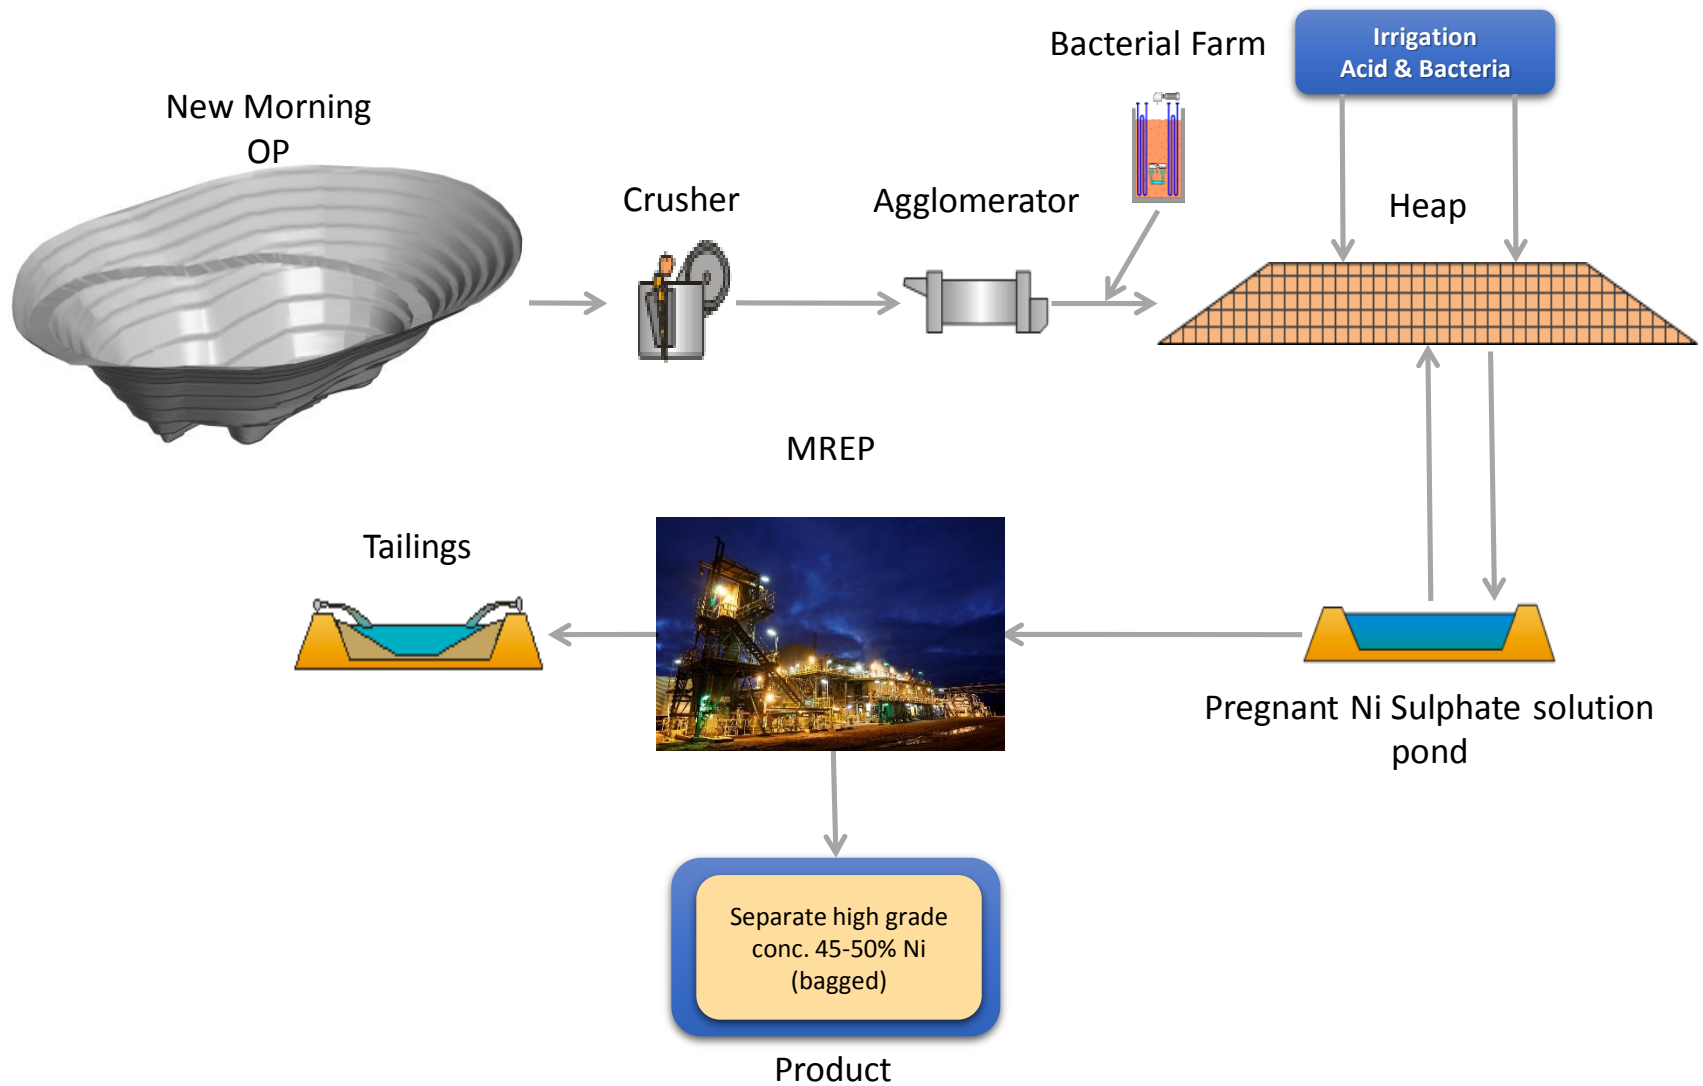 New Morning
OP
Crusher
Agglomerator
Bacterial Farm
Irrigation
Acid & Bacteria
Heap
MREP
Tailings
Pregnant Ni Sulphate solution
pond
Separate high grade
conc. 45-50% Ni
(bagged)
Product